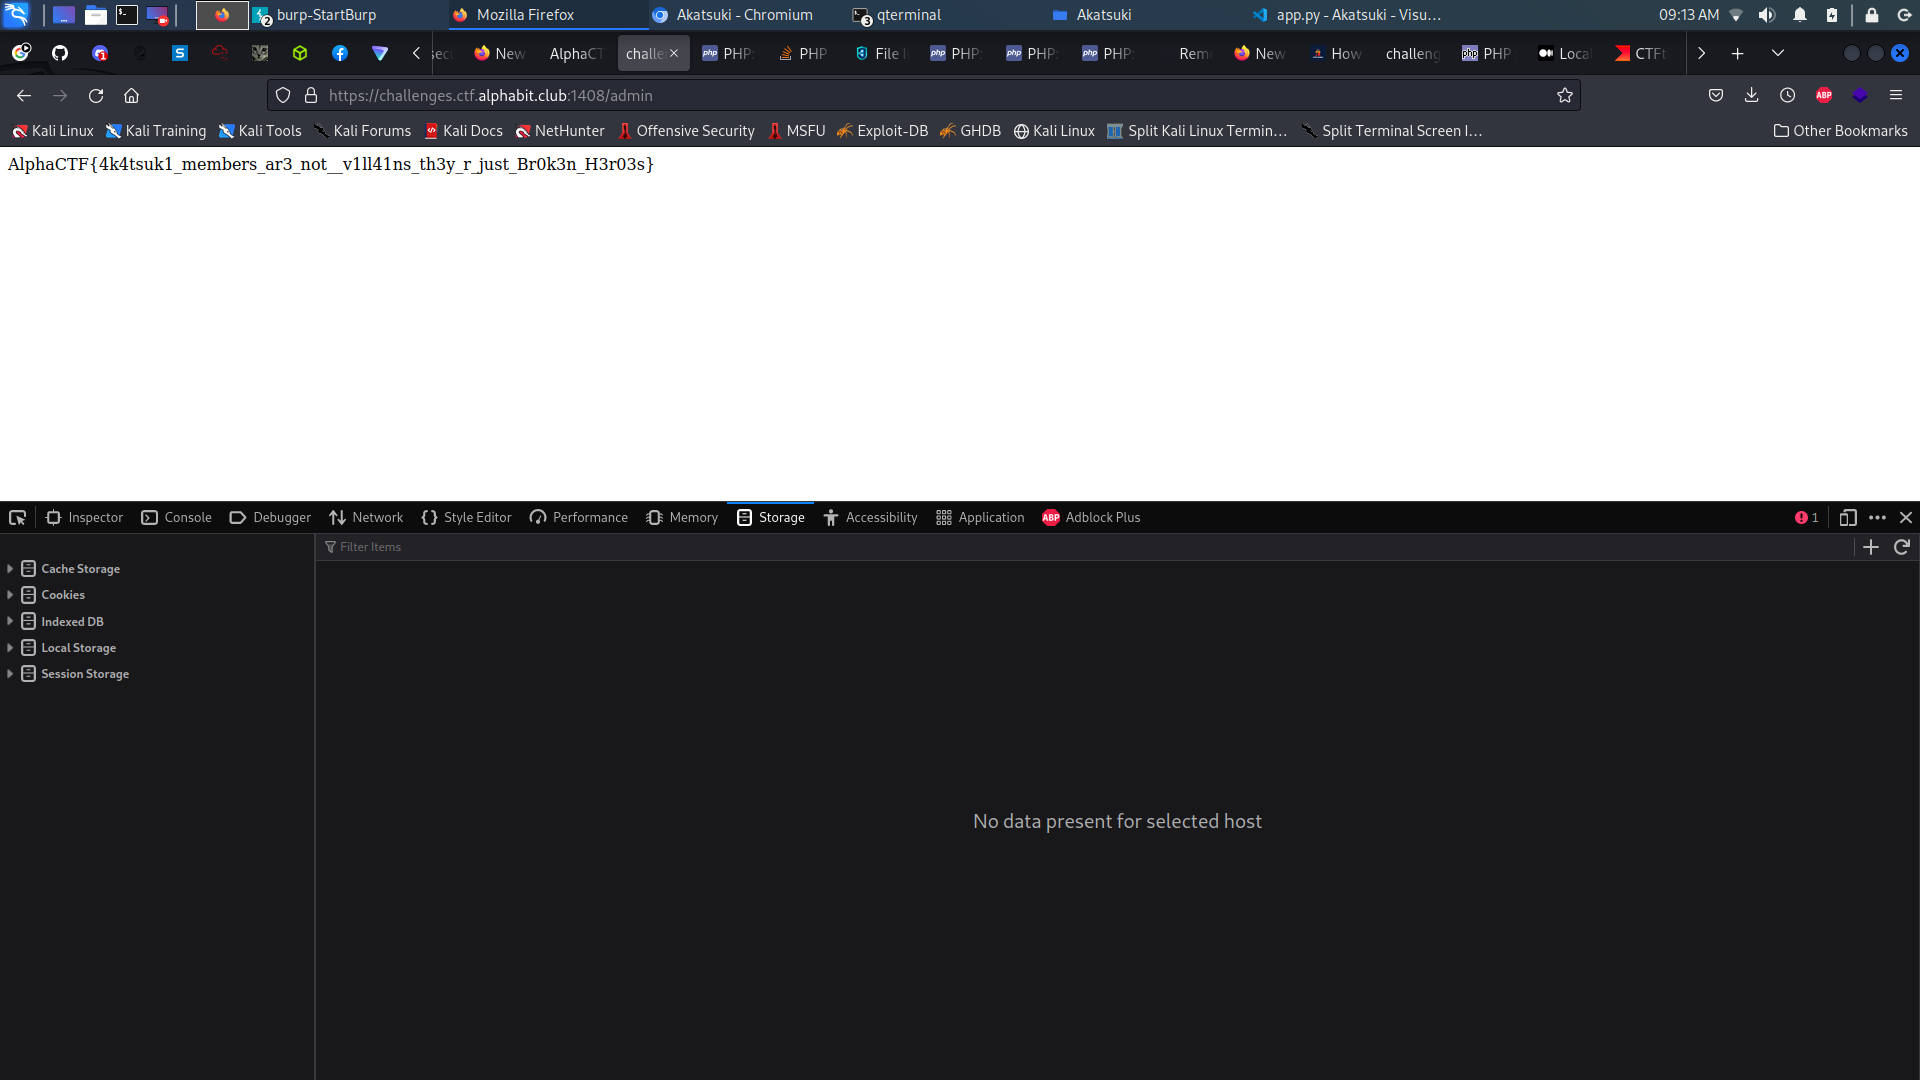 burp-StartBurp Mozilla Firefox Akatsuki - Chromium qterminal Akatsuki app.py - Akatsuki - Visu... 09:13 AM
2 3
New AlphaCT challe PHP: PHP File I PHP: PHP: PHP: Rem New How challeng PHP Loca CTFt
https://challenges.ctf.alphabit.club:1408/admin ABP
Kali Linux Kali Training Kali Tools Kali Forums Kali Docs NetHunter Offensive Security MSFU Exploit-DB GHDB Kali Linux Split Kali Linux Termin... Split Terminal Screen I... Other Bookmarks
AlphaCTF{4k4tsuk1_members_ar3_not__v1ll41ns_th3y_r_just_Br0k3n_H3r03s}
Inspector Console Debugger Network Style Editor Performance Memory Storage Accessibility Application ABP Adblock Plus 1
Filter Items
Cache Storage
Cookies
Indexed DB
Local Storage
Session Storage
No data present for selected host